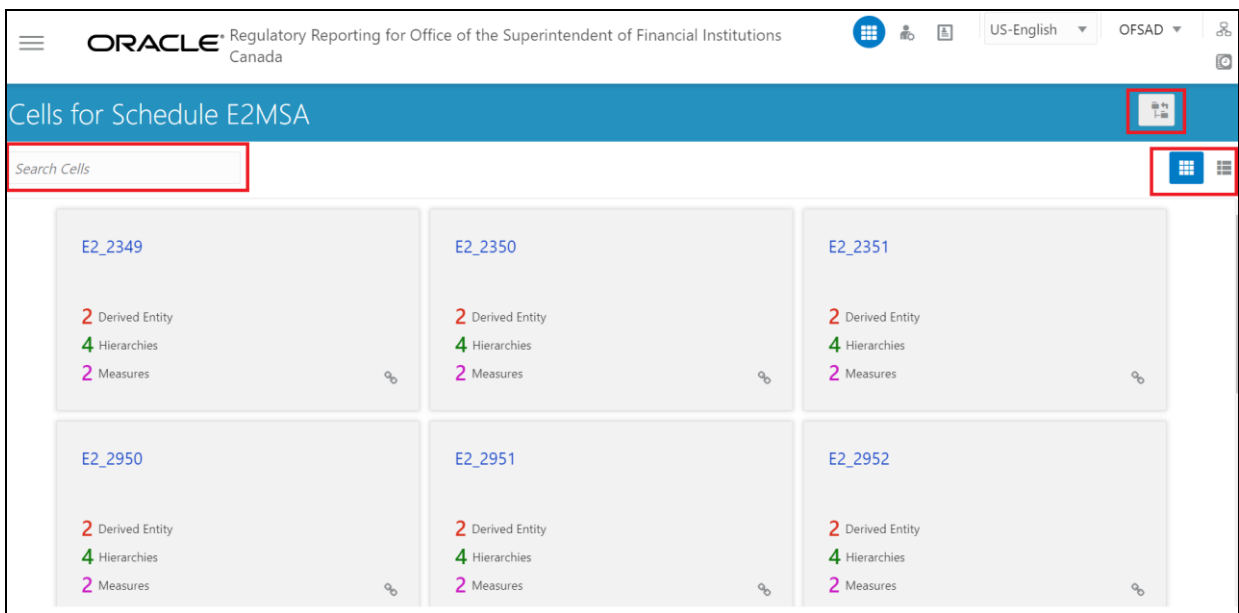 ORACLE® Regulatory Reporting for Office of the Superintendent of Financial Institutions
Canada
US-English
OFSAD
Cells for Schedule E2MSA
Search Cells
E2_2349
E2_2350
E2_2351
2 Derived Entity
2 Derived Entity
2 Derived Entity
4 Hierarchies
4 Hierarchies
4 Hierarchies
2 Measures
2 Measures
2 Measures
E2_2950
E2_2951
E2_2952
2 Derived Entity
2 Derived Entity
2 Derived Entity
4 Hierarchies
4 Hierarchies
4 Hierarchies
2 Measures
2 Measures
2 Measures